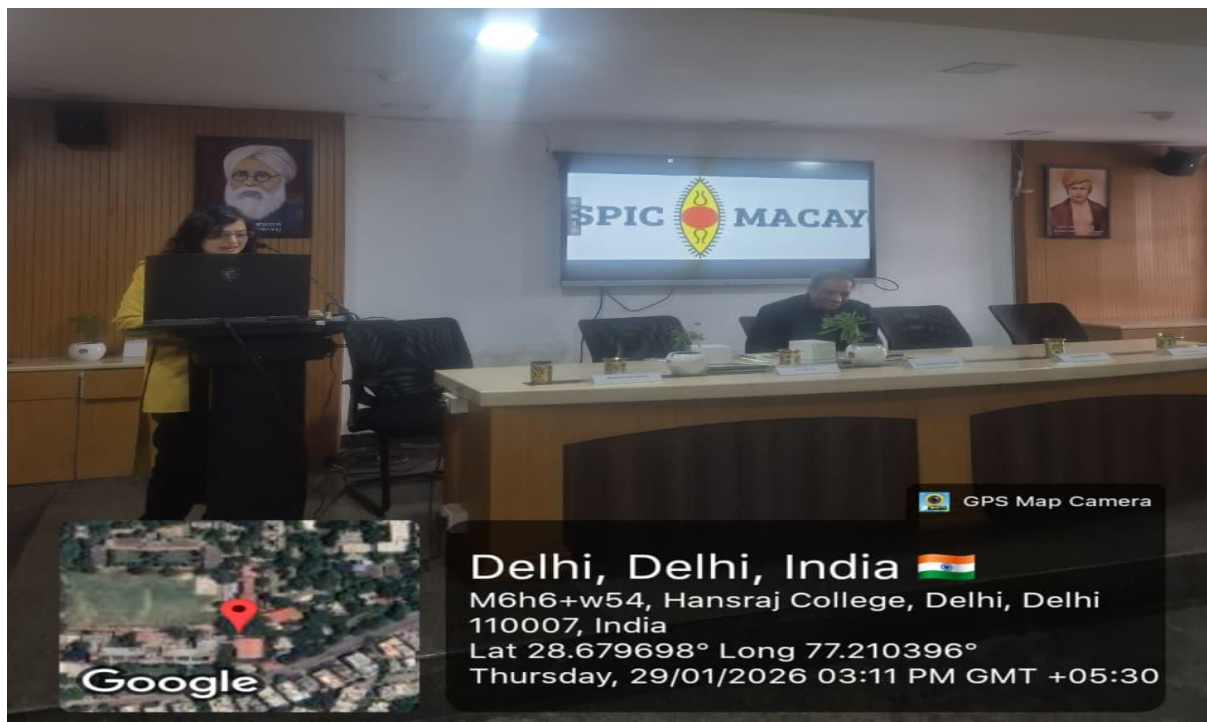 SPIC MACAY
GPS Map Camera
Delhi, Delhi, India
M6h6+w54, Hansraj College, Delhi, Delhi
110007, India
Lat 28.679698° Long 77.210396°
Thursday, 29/01/2026 03:11 PM GMT +05:30
Google